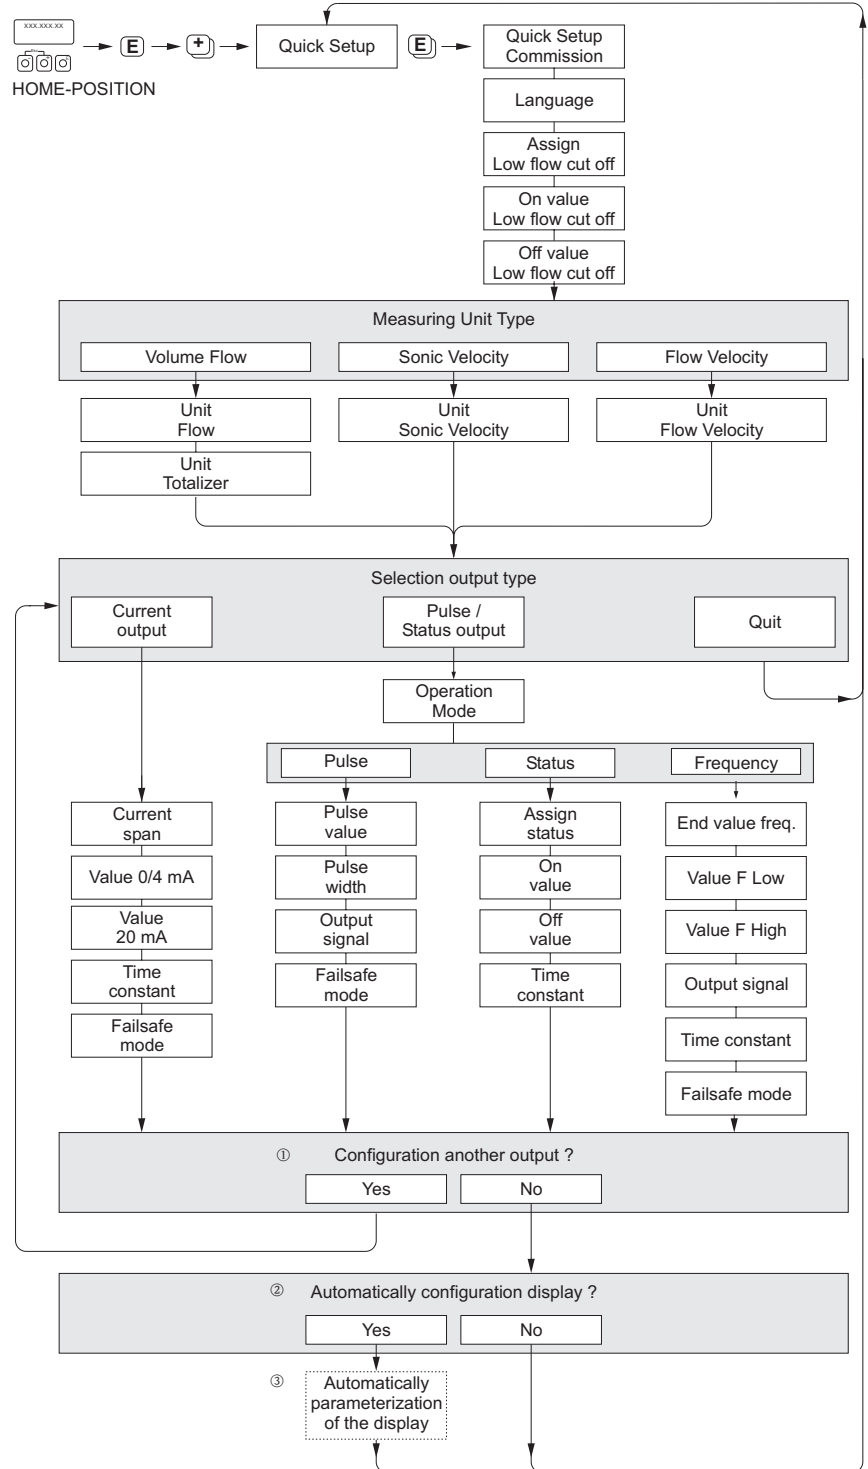 XXX.XXX.XX
Esc
E
+
Quick Setup
E
Quick Setup
Commission
HOME-POSITION
Language
Assign
Low flow cut off
On value
Low flow cut off
Off value
Low flow cut off
Measuring Unit Type
Volume Flow
Sonic Velocity
Flow Velocity
Unit
Flow
Unit
Sonic Velocity
Unit
Flow Velocity
Unit
Totalizer
Selection output type
Current
output
Pulse /
Status output
Quit
Operation
Mode
Pulse
Status
Frequency
Current
span
Pulse
value
Assign
status
End value freq.
Value 0/4 mA
Pulse
width
On
value
Value F Low
Value
20 mA
Output
signal
Off
value
Value F High
Time
constant
Failsafe
mode
Time
constant
Output signal
Failsafe
mode
Time constant
Failsafe mode
① Configuration another output ?
Yes
No
② Automatically configuration display ?
Yes
No
③ Automatically
parameterization
of the display